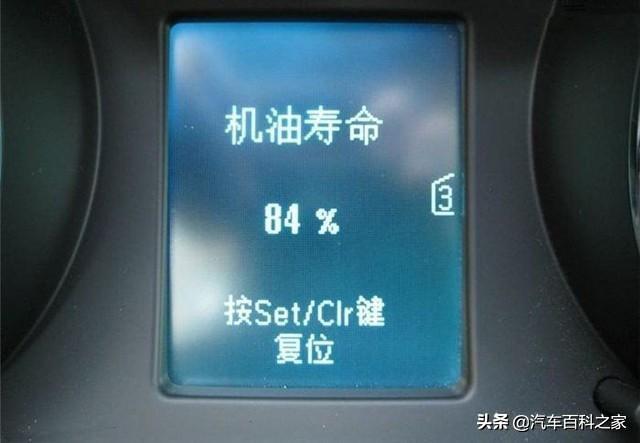 机油寿命
3
84 %
按Set/Clr键
复位
头条 @汽车百科之家